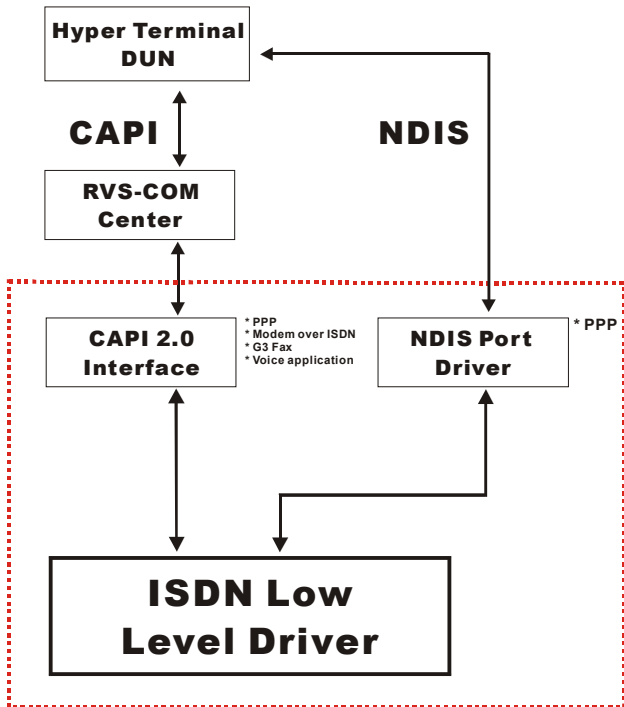 Hyper Terminal
DUN
CAPI
NDIS
RVS-COM
Center
CAPI 2.0
Interface
* PPP
* Modem over ISDN
* G3 Fax
* Voice application
NDIS Port
Driver
* PPP
ISDN Low
Level Driver